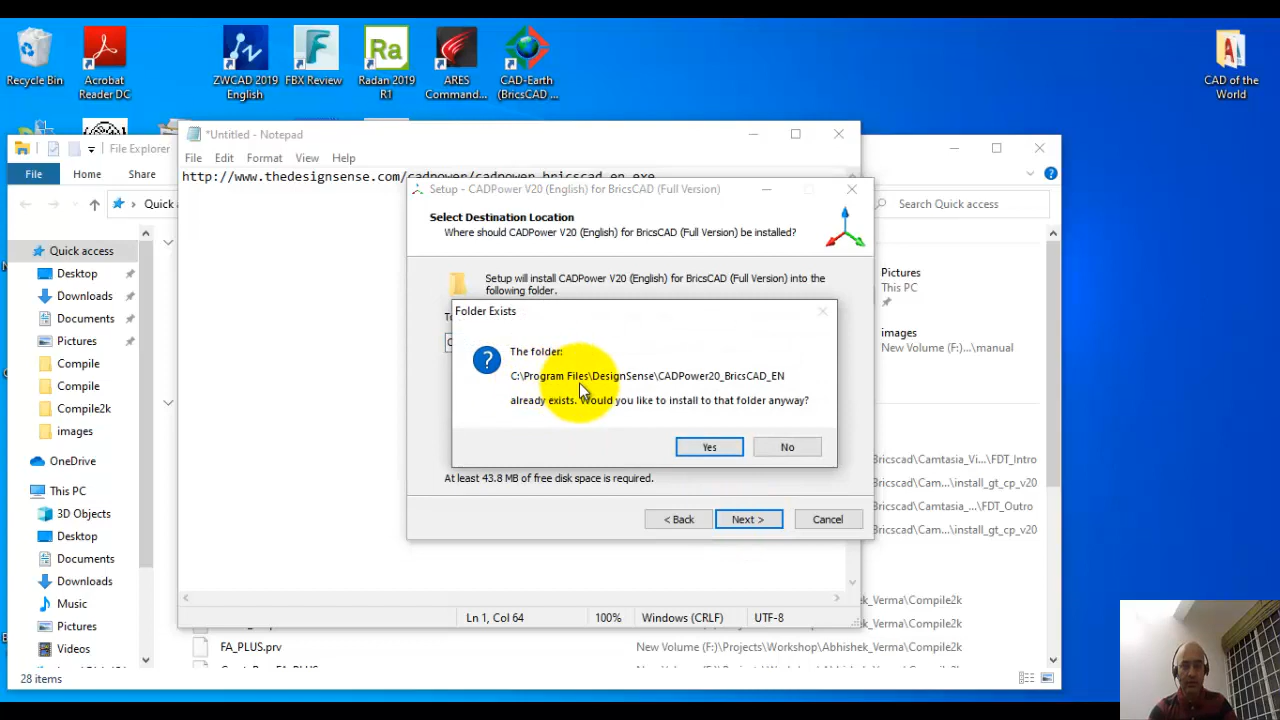 Recycle Bin
Acrobat
Reader DC
ZWCAD 2019
English
FBX Review
Radan 2019
R1
ARES
Command...
CAD-Earth
(BricsCAD ...
CAD of the
World
*Untitled - Notepad
File Edit Format View Help
http://www.thedesignsense.com/cadpower/cadpower_bricscad_en.exe
File Explorer
File Home Share
Quick
Search Quick access
Quick access
Desktop
Downloads
Documents
Pictures
Compile
Compile
Compile2k
images
OneDrive
This PC
3D Objects
Desktop
Documents
Downloads
Music
Pictures
Videos
28 items
Setup - CADPower V20 (English) for BricsCAD (Full Version)
Select Destination Location
Where should CADPower V20 (English) for BricsCAD (Full Version) be installed?
Setup will install CADPower V20 (English) for BricsCAD (Full Version) into the
following folder.
Folder Exists
The folder:
C:\Program Files\DesignSense\CADPower20_BricsCAD_EN
already exists. Would you like to install to that folder anyway?
Yes No
At least 43.8 MB of free disk space is required.
< Back Next > Cancel
Ln 1, Col 64 100% Windows (CRLF) UTF-8
Pictures
This PC
images
New Volume (F:)...\manual
Bricscad\Camtasia_Vi...\FDT_Intro
Bricscad\Cam...\install_gt_cp_v20
Bricscad\Camtasia_...\FDT_Outro
Bricscad\Cam...\install_gt_cp_v20
k_Verma\Compile2k
k_Verma\Compile2k
FA_PLUS.prv
New Volume (F:)\Projects\Workshop\Abhishek_Verma\Compile2k